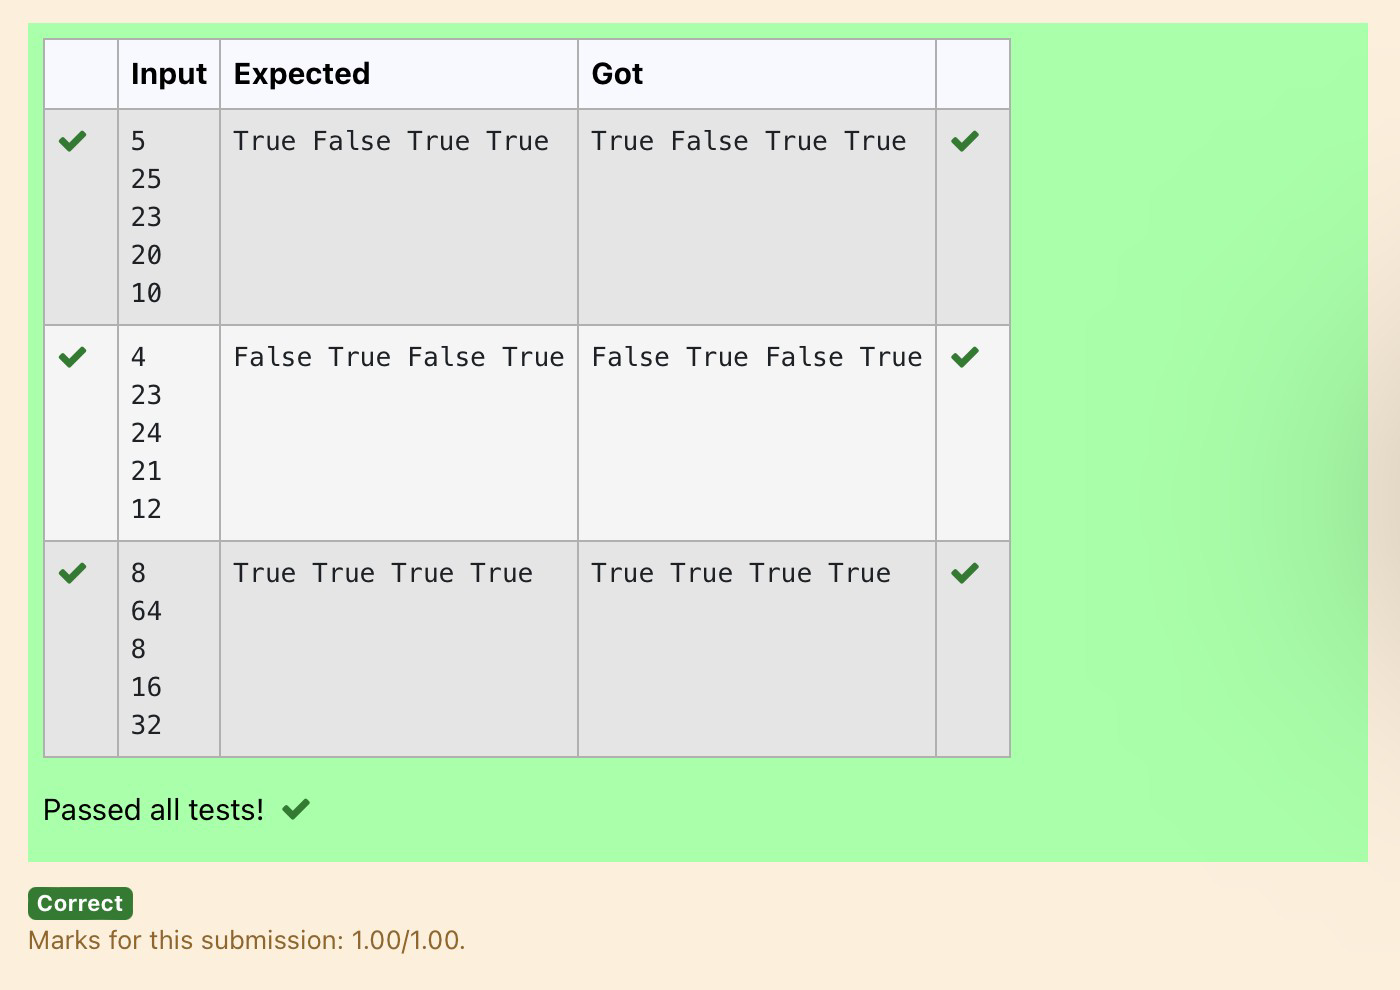 Input Expected Got
5 True False True True True False True True
25
23
20
10
4 False True False True False True False True
23
24
21
12
8 True True True True True True True True
64
8
16
32
Passed all tests!
Correct
Marks for this submission: 1.00/1.00.